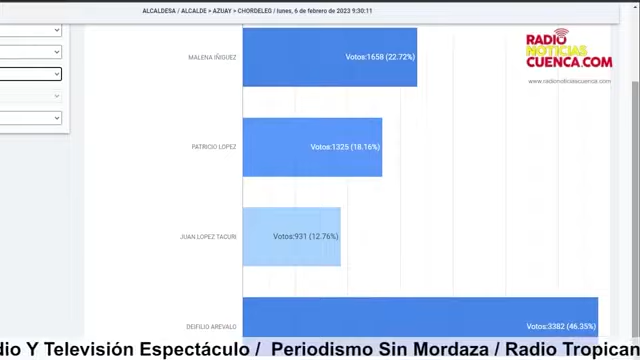 ALCALDESA / ALCALDE > AZUAY > CHORDELEG / lunes, 6 de febrero de 2023 9:30:11
MALENA IÑIGUEZ
Votos:1658 (22.72%)
RADIO
NOTICIAS
CUENCA.COM
www.radionoticiascuenca.com
PATRICIO LOPEZ
Votos:1325 (18.16%)
JUAN LOPEZ TACURI
Votos:931 (12.76%)
DEIFILIO AREVALO
Votos:3382 (46.35%)
dio Y Televisión Espectáculo / Periodismo Sin Mordaza / Radio Tropican